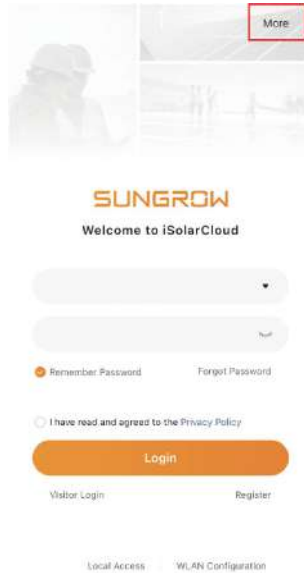 More
SUNGROW
Welcome to iSolarCloud
Remember Password Forgot Password
I have read and agreed to the Privacy Policy
Login
Visitor Login Register
Local Access WLAN Configuration